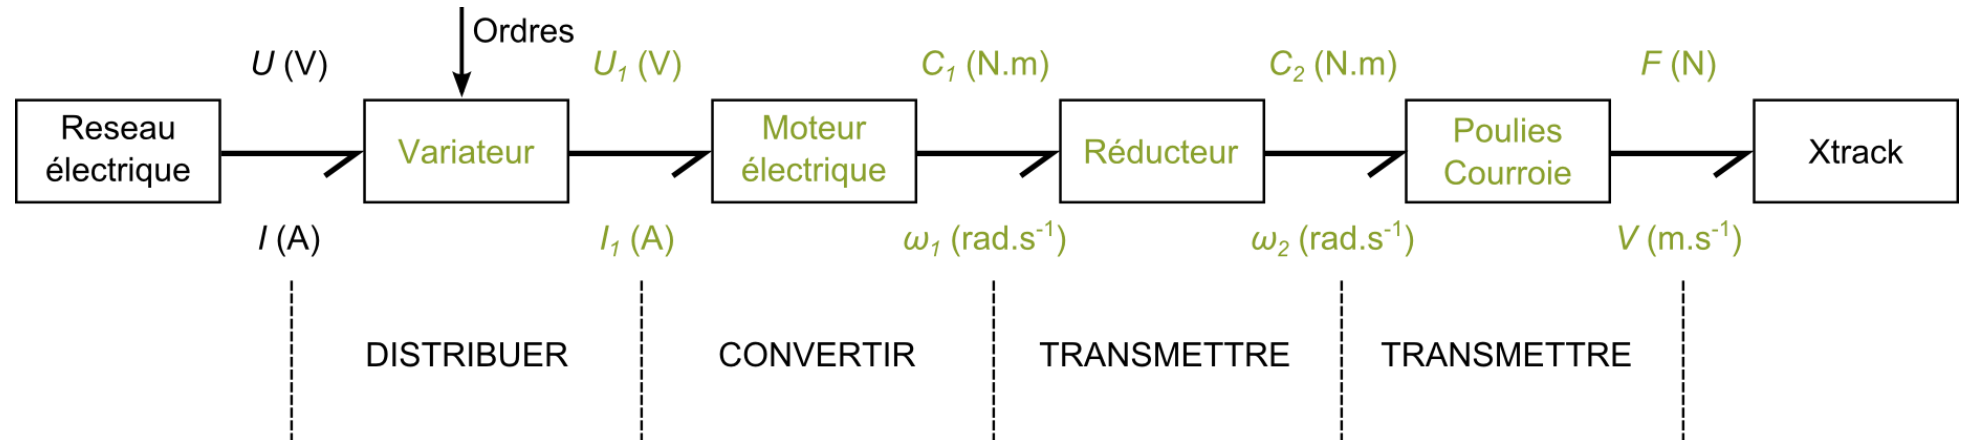 Ordres
U (V)
U₁ (V)
C₁ (N.m)
C₂ (N.m)
F (N)
Reseau
électrique
Variateur
Moteur
électrique
Réducteur
Poulies
Courroie
Xtrack
I (A)
I₁ (A)
ω₁ (rad.s⁻¹)
ω₂ (rad.s⁻¹)
V (m.s⁻¹)
DISTRIBUER
CONVERTIR
TRANSMETTRE
TRANSMETTRE